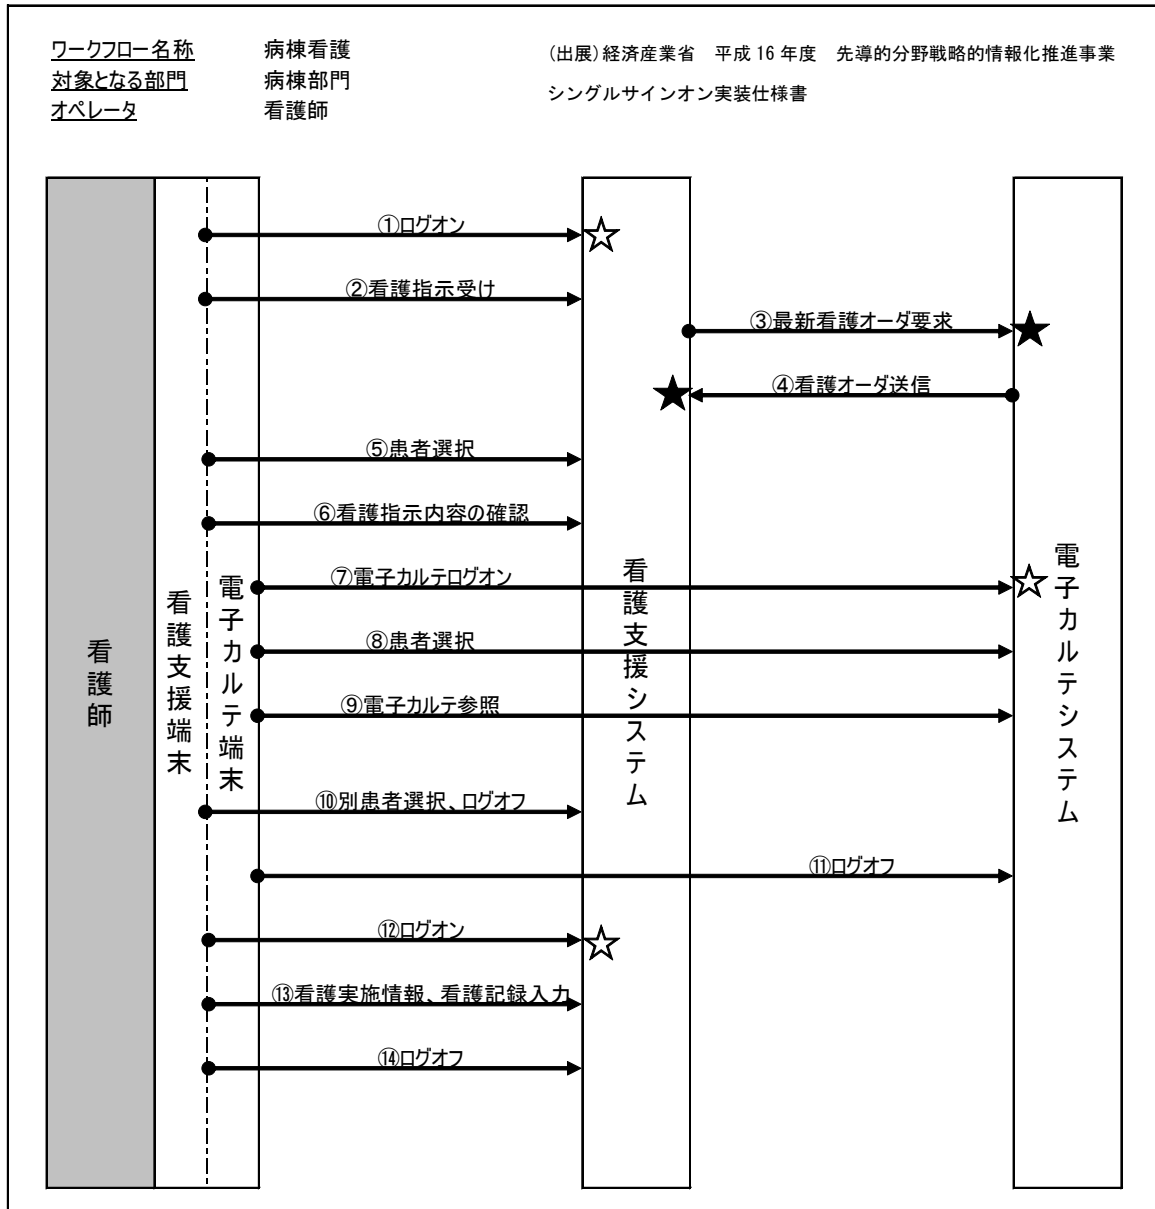 ワークフロー名称　病棟看護
対象となる部門　病棟部門
オペレータ　看護師
(出展)経済産業省　平成16年度　先導的分野戦略的情報化推進事業
シングルサインオン実装仕様書
①ログオン
②看護指示受け
③最新看護オーダ要求
④看護オーダ送信
⑤患者選択
⑥看護指示内容の確認
⑦電子カルテログオン
⑧患者選択
⑨電子カルテ参照
⑩別患者選択、ログオフ
⑪ログオフ
⑫ログオン
⑬看護実施情報、看護記録入力
⑭ログオフ
看護師
看護支援端末
電子カルテ端末
看護支援システム
電子カルテシステム